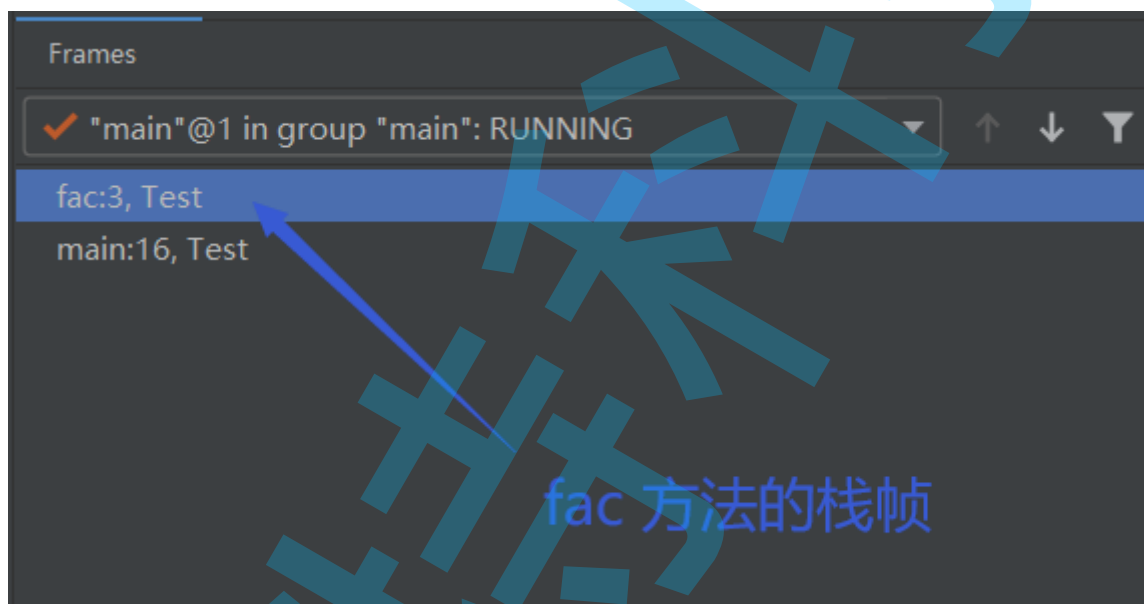 Frames
"main"@1 in group "main": RUNNING
fac:3, Test
main:16, Test
fac 方法的栈帧